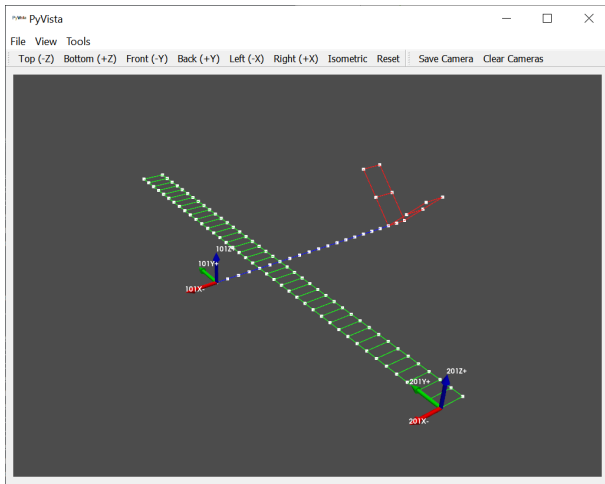 PyVista PyVista
File View Tools
Top (-Z) Bottom (+Z) Front (-Y) Back (+Y) Left (-X) Right (+X) Isometric Reset Save Camera Clear Cameras
101Z+
101Y+
101X-
201Z+
201Y+
201X-